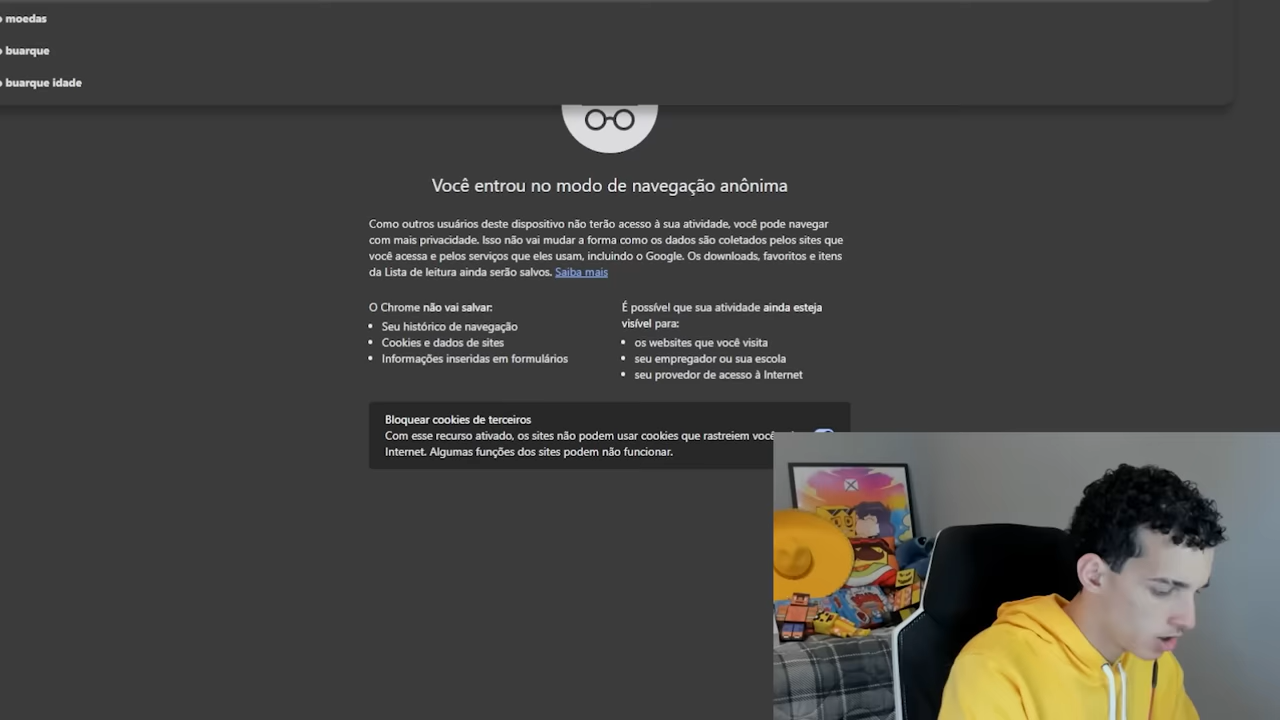 o moedas
o buarque
o buarque idade
Você entrou no modo de navegação anônima
Como outros usuários deste dispositivo não terão acesso à sua atividade, você pode navegar
com mais privacidade. Isso não vai mudar a forma como os dados são coletados pelos sites que
você acessa e pelos serviços que eles usam, incluindo o Google. Os downloads, favoritos e itens
da Lista de leitura ainda serão salvos. Saiba mais
O Chrome não vai salvar:
• Seu histórico de navegação
• Cookies e dados de sites
• Informações inseridas em formulários
É possível que sua atividade ainda esteja
visível para:
• os websites que você visita
• seu empregador ou sua escola
• seu provedor de acesso à Internet
Bloquear cookies de terceiros
Com esse recurso ativado, os sites não podem usar cookies que rastreiem você
Internet. Algumas funções dos sites podem não funcionar.